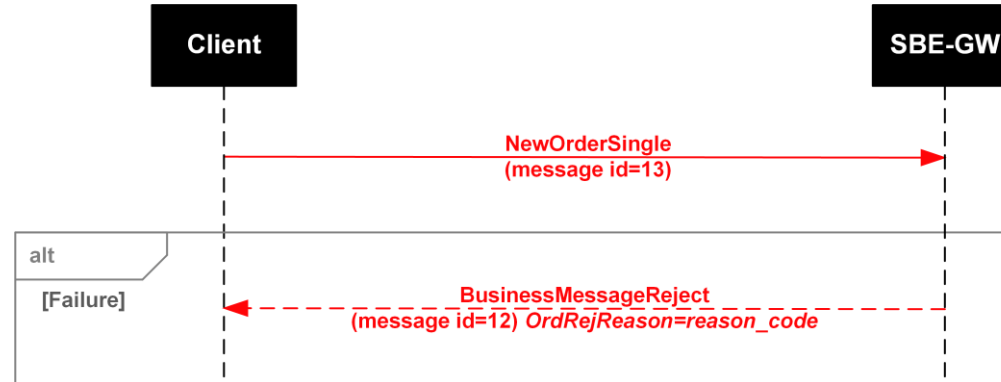 Client
SBE-GW
NewOrderSingle
(message id=13)
alt
[Failure]
BusinessMessageReject
(message id=12) OrdRejReason=reason_code